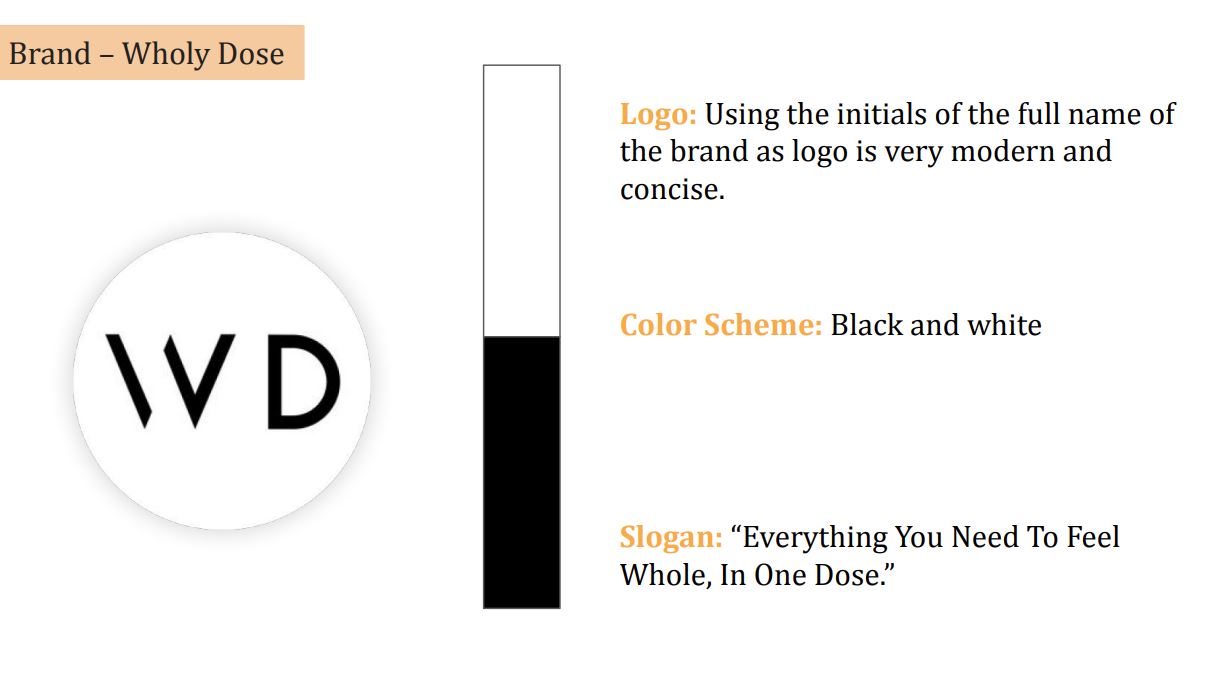 Brand – Wholy Dose
WD
Logo: Using the initials of the full name of
the brand as logo is very modern and
concise.
Color Scheme: Black and white
Slogan: “Everything You Need To Feel
Whole, In One Dose.”